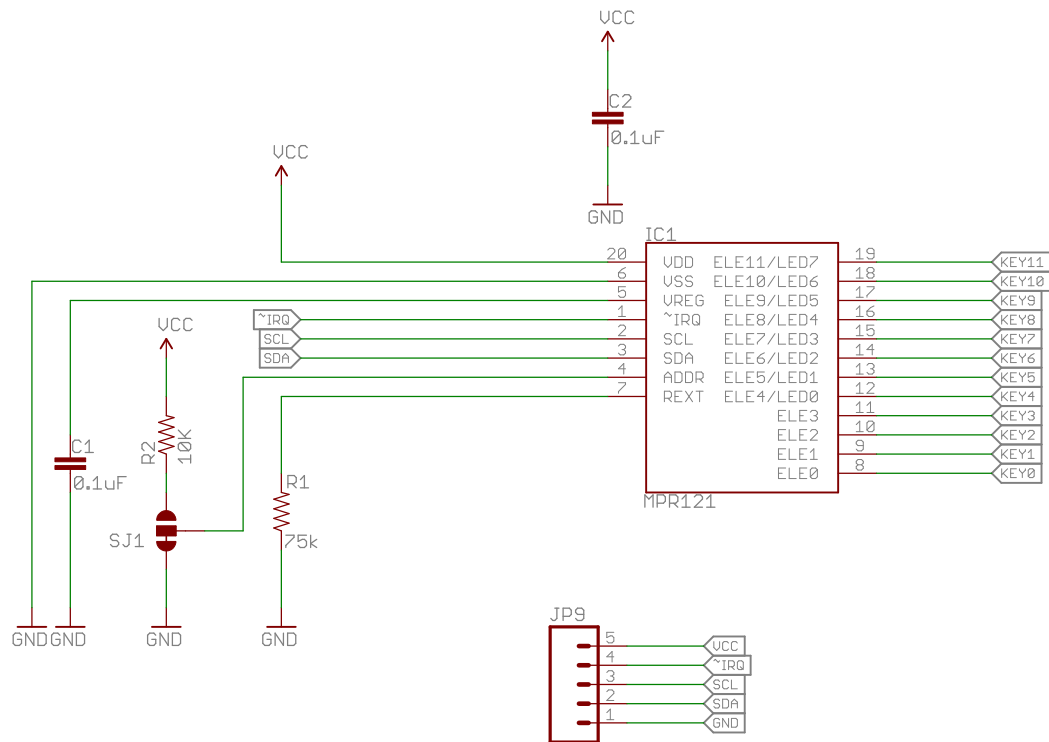 VCC
C2
0.1uF
GND
VCC
IC1
20 VDD ELE11/LED7 19 KEY11
6 VSS ELE10/LED6 18 KEY10
5 VREG ELE9/LED5 17 KEY9
~IRQ 1 ~IRQ ELE8/LED4 16 KEY8
SCL 2 SCL ELE7/LED3 15 KEY7
SDA 3 SDA ELE6/LED2 14 KEY6
4 ADDR ELE5/LED1 13 KEY5
7 REXT ELE4/LED0 12 KEY4
ELE3 11 KEY3
ELE2 10 KEY2
ELE1 9 KEY1
ELE0 8 KEY0
MPR121
VCC
R2
10K
C1
0.1uF
SJ1
R1
75k
GND
GND
GND
GND
JP9
5 VCC
4 ~IRQ
3 SCL
2 SDA
1 GND